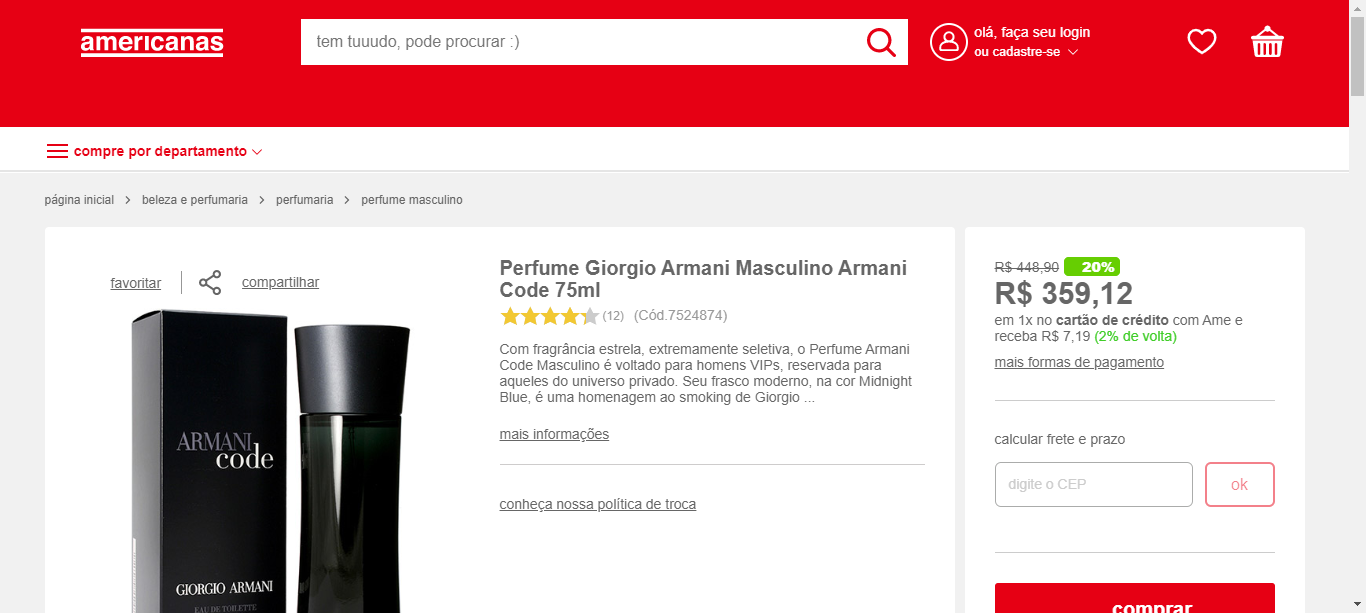 americanas
tem tuuudo, pode procurar :)
olá, faça seu login
ou cadastre-se
compre por departamento
página inicial > beleza e perfumaria > perfumaria > perfume masculino
favoritar
compartilhar
ARMANI
code
GIORGIO ARMANI
EAU DE TOILETTE
Perfume Giorgio Armani Masculino Armani
Code 75ml
(12) (Cód.7524874)
Com fragrância estrela, extremamente seletiva, o Perfume Armani
Code Masculino é voltado para homens VIPs, reservada para
aqueles do universo privado. Seu frasco moderno, na cor Midnight
Blue, é uma homenagem ao smoking de Giorgio ...
mais informações
conheça nossa política de troca
R$ 448,90 20%
R$ 359,12
em 1x no cartão de crédito com Ame e
receba R$ 7,19 (2% de volta)
mais formas de pagamento
calcular frete e prazo
digite o CEP
ok
comprar